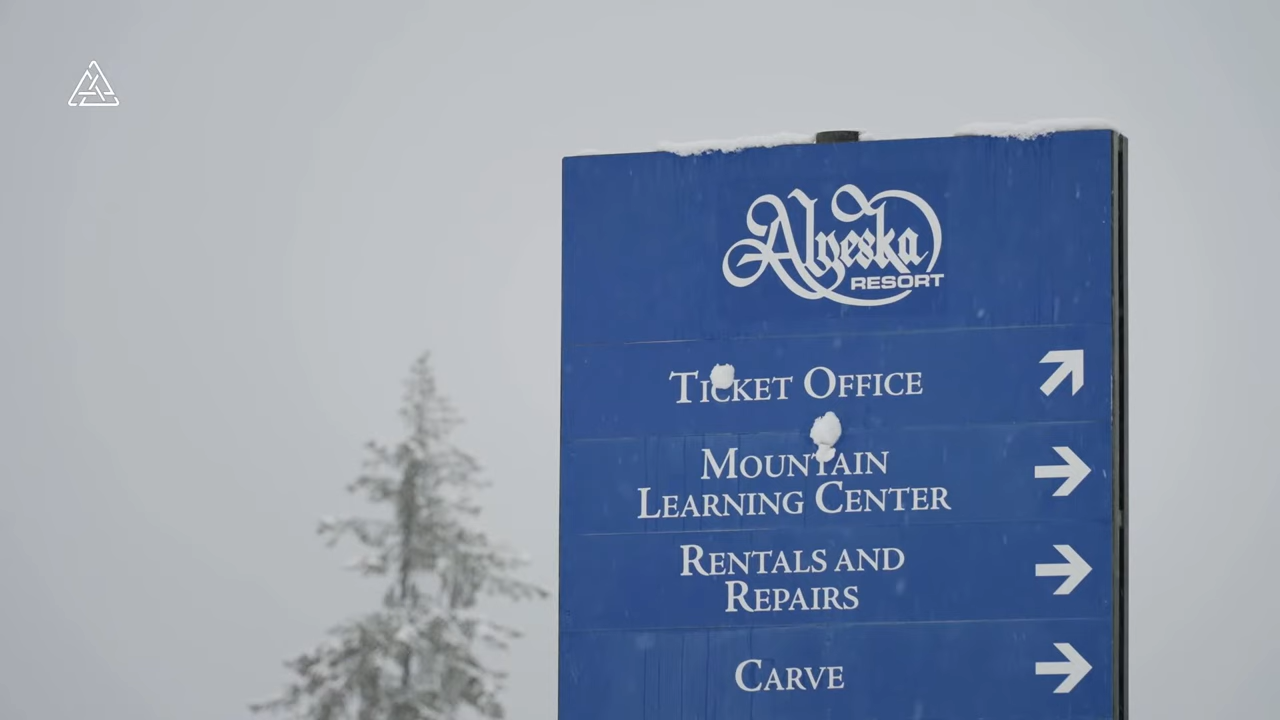 Alyeska
RESORT
TICKET OFFICE
MOUNTAIN
LEARNING CENTER
RENTALS AND
REPAIRS
CARVE